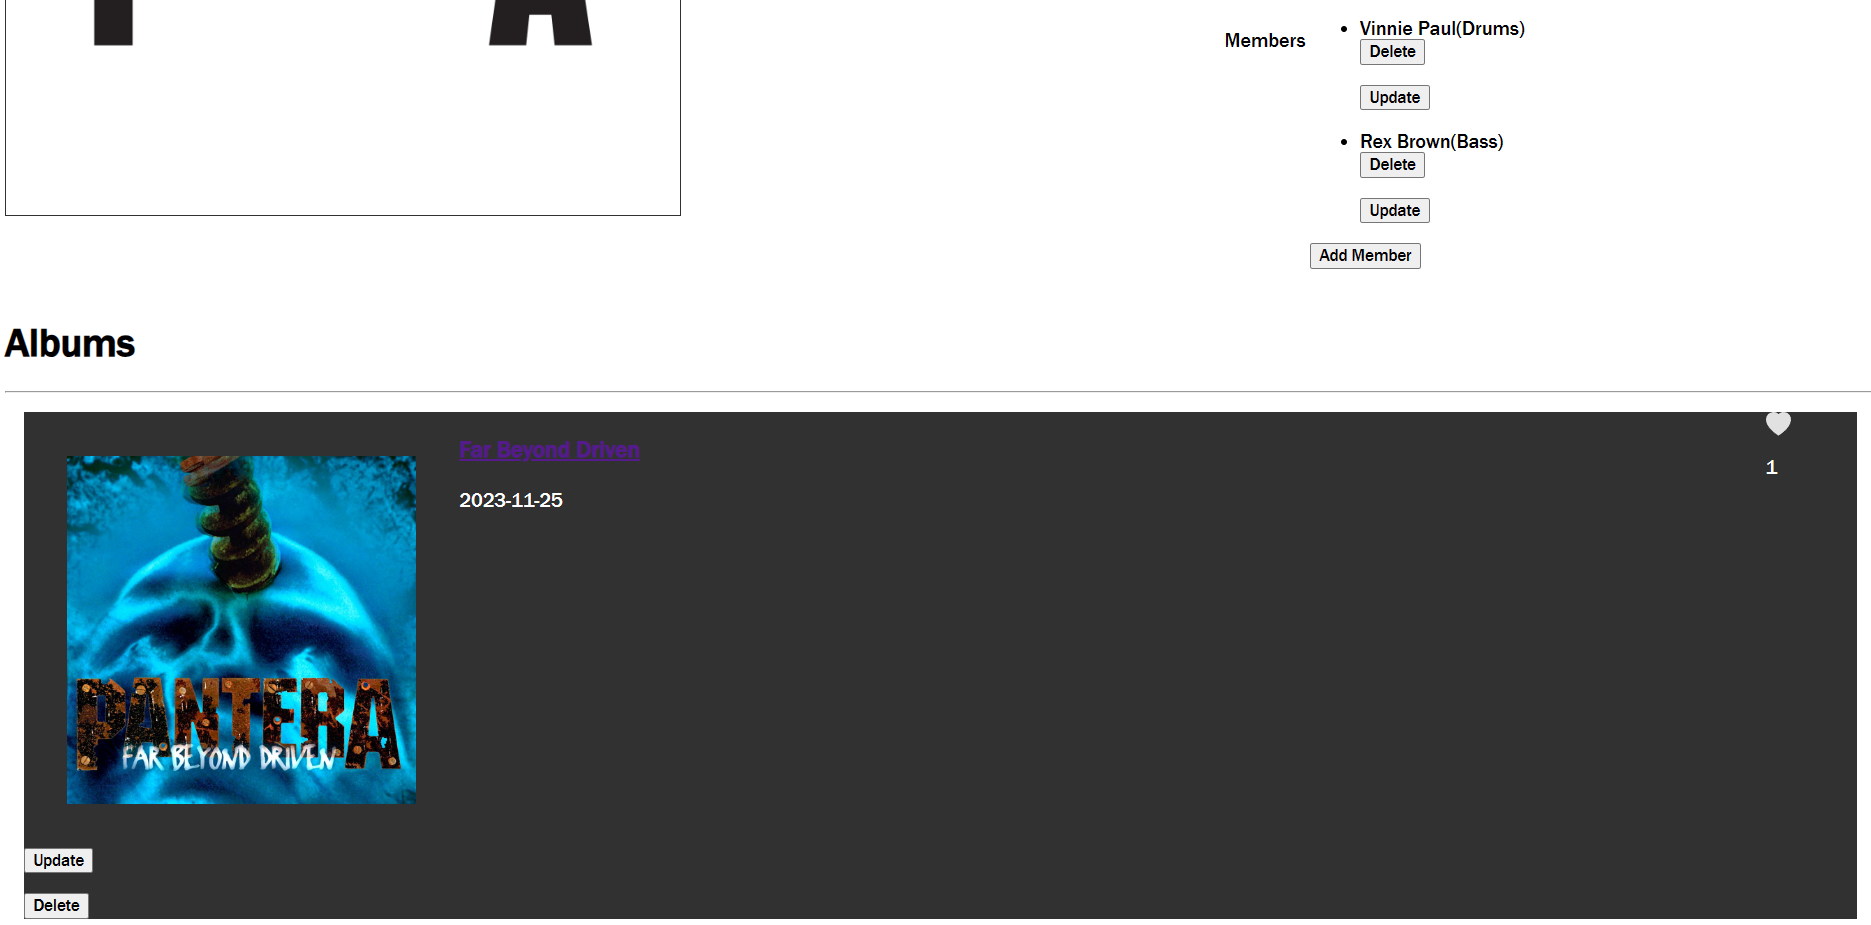 Members
Vinnie Paul(Drums)
Delete
Update
Rex Brown(Bass)
Delete
Update
Add Member
Albums
Far Beyond Driven
2023-11-25
1
PANTERA
FAR BEYOND DRIVEN
Update
Delete